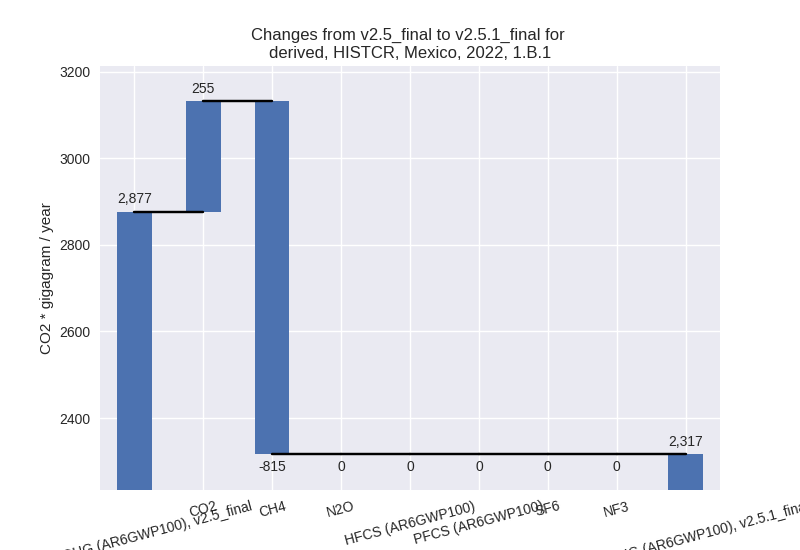 Changes from v2.5_final to v2.5.1_final for
derived, HISTCR, Mexico, 2022, 1.B.1
CO2 * gigagram / year
3200
3000
2800
2600
2400
2,877
255
-815
0
0
0
0
0
2,317
(AR6GWP100), v2.5_final
CO2
CH4
N2O
HFCS (AR6GWP100)
PFCS (AR6GWP100)
SF6
NF3
(AR6GWP100), v2.5.1_final